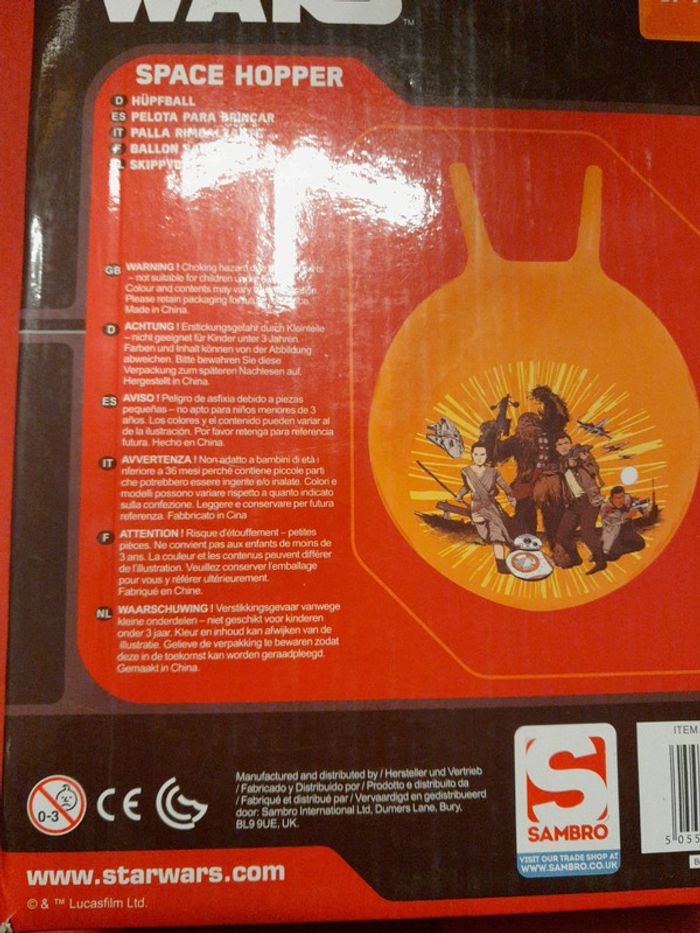 WARS™
SPACE HOPPER
D HÜPFBALL
ES PELOTA PARA BRINCAR
IT PALLA
F BALLON
GB WARNING ! Choking hazard
– not suitable for children
Colour and contents may vary
Please retain packaging for
Made in China.
D ACHTUNG ! Erstickungsgefahr durch Kleinteile
– nicht geeignet für Kinder unter 3 Jahren.
Farben und Inhalt können von der Abbildung
abweichen. Bitte bewahren Sie diese
Verpackung zum späteren Nachlesen auf.
Hergestellt in China.
ES AVISO ! Peligro de asfixia debido a piezas
pequeñas – no apto para niños menores de 3
años. Los colores y el contenido pueden variar al
de la ilustración. Por favor retenga para referencia
futura. Hecho en China.
IT AVVERTENZA ! Non adatto a bambini di età i
nferiore a 36 mesi perché contiene piccole parti
che potrebbero essere ingerite e/o inalate. Colori e
modelli possono variare rispetto a quanto indicato
sulla confezione. Leggere e conservare per futura
referenza. Fabbricato in Cina
F ATTENTION ! Risque d'étouffement – petites
pièces. Ne convient pas aux enfants de moins de
3 ans. La couleur et les contenus peuvent différer
de l'illustration. Veuillez conserver l'emballage
pour vous y référer ultérieurement.
Fabriqué en Chine.
NL WAARSCHUWING ! Verstikkingsgevaar vanwege
kleine onderdelen – niet geschikt voor kinderen
onder 3 jaar. Kleur en inhoud kan afwijken van de
illustratie. Gelieve de verpakking te bewaren zodat
deze in de toekomst kan worden geraadpleegd.
Gemaakt in China.
0-3
CE
Manufactured and distributed by / Hersteller und Vertrieb
/ Fabricado y Distribuido por / Prodotto e distribuito da
/ Fabriqué et distribué par / Vervaardigd en gedistribueerd
door: Sambro International Ltd, Dumers Lane, Bury,
BL9 9UE, UK.
S
SAMBRO
VISIT OUR TRADE SHOP AT
WWW.SAMBRO.CO.UK
ITEM
5 055
www.starwars.com
© & ™ Lucasfilm Ltd.